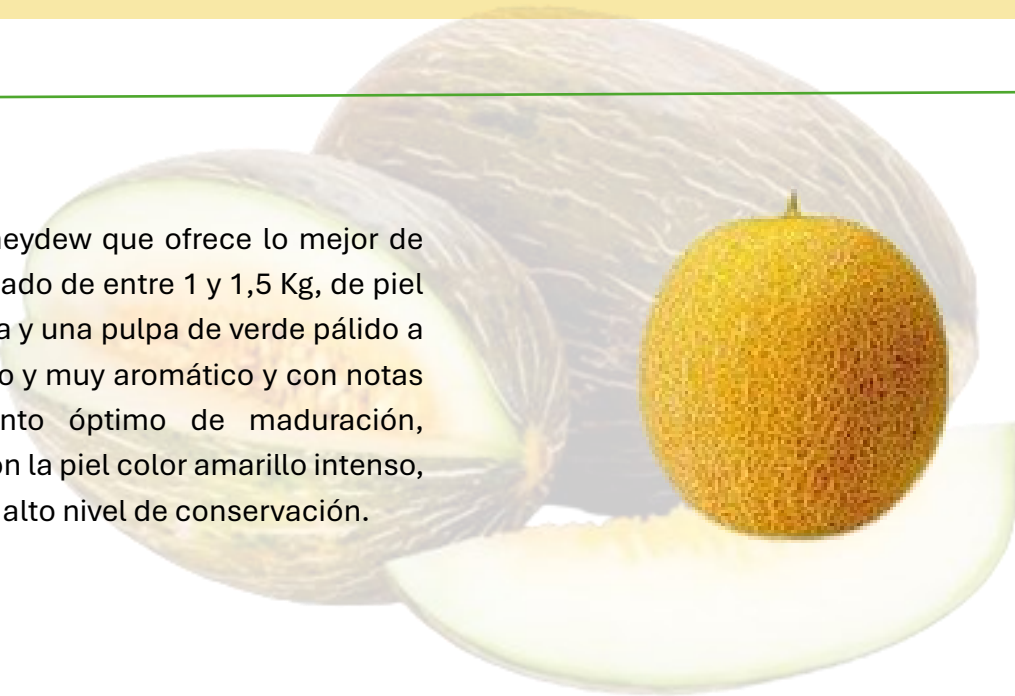 eydew que ofrece lo mejor de
ado de entre 1 y 1,5 Kg, de piel
a y una pulpa de verde pálido a
o y muy aromático y con notas
nto óptimo de maduración,
on la piel color amarillo intenso,
alto nivel de conservación.